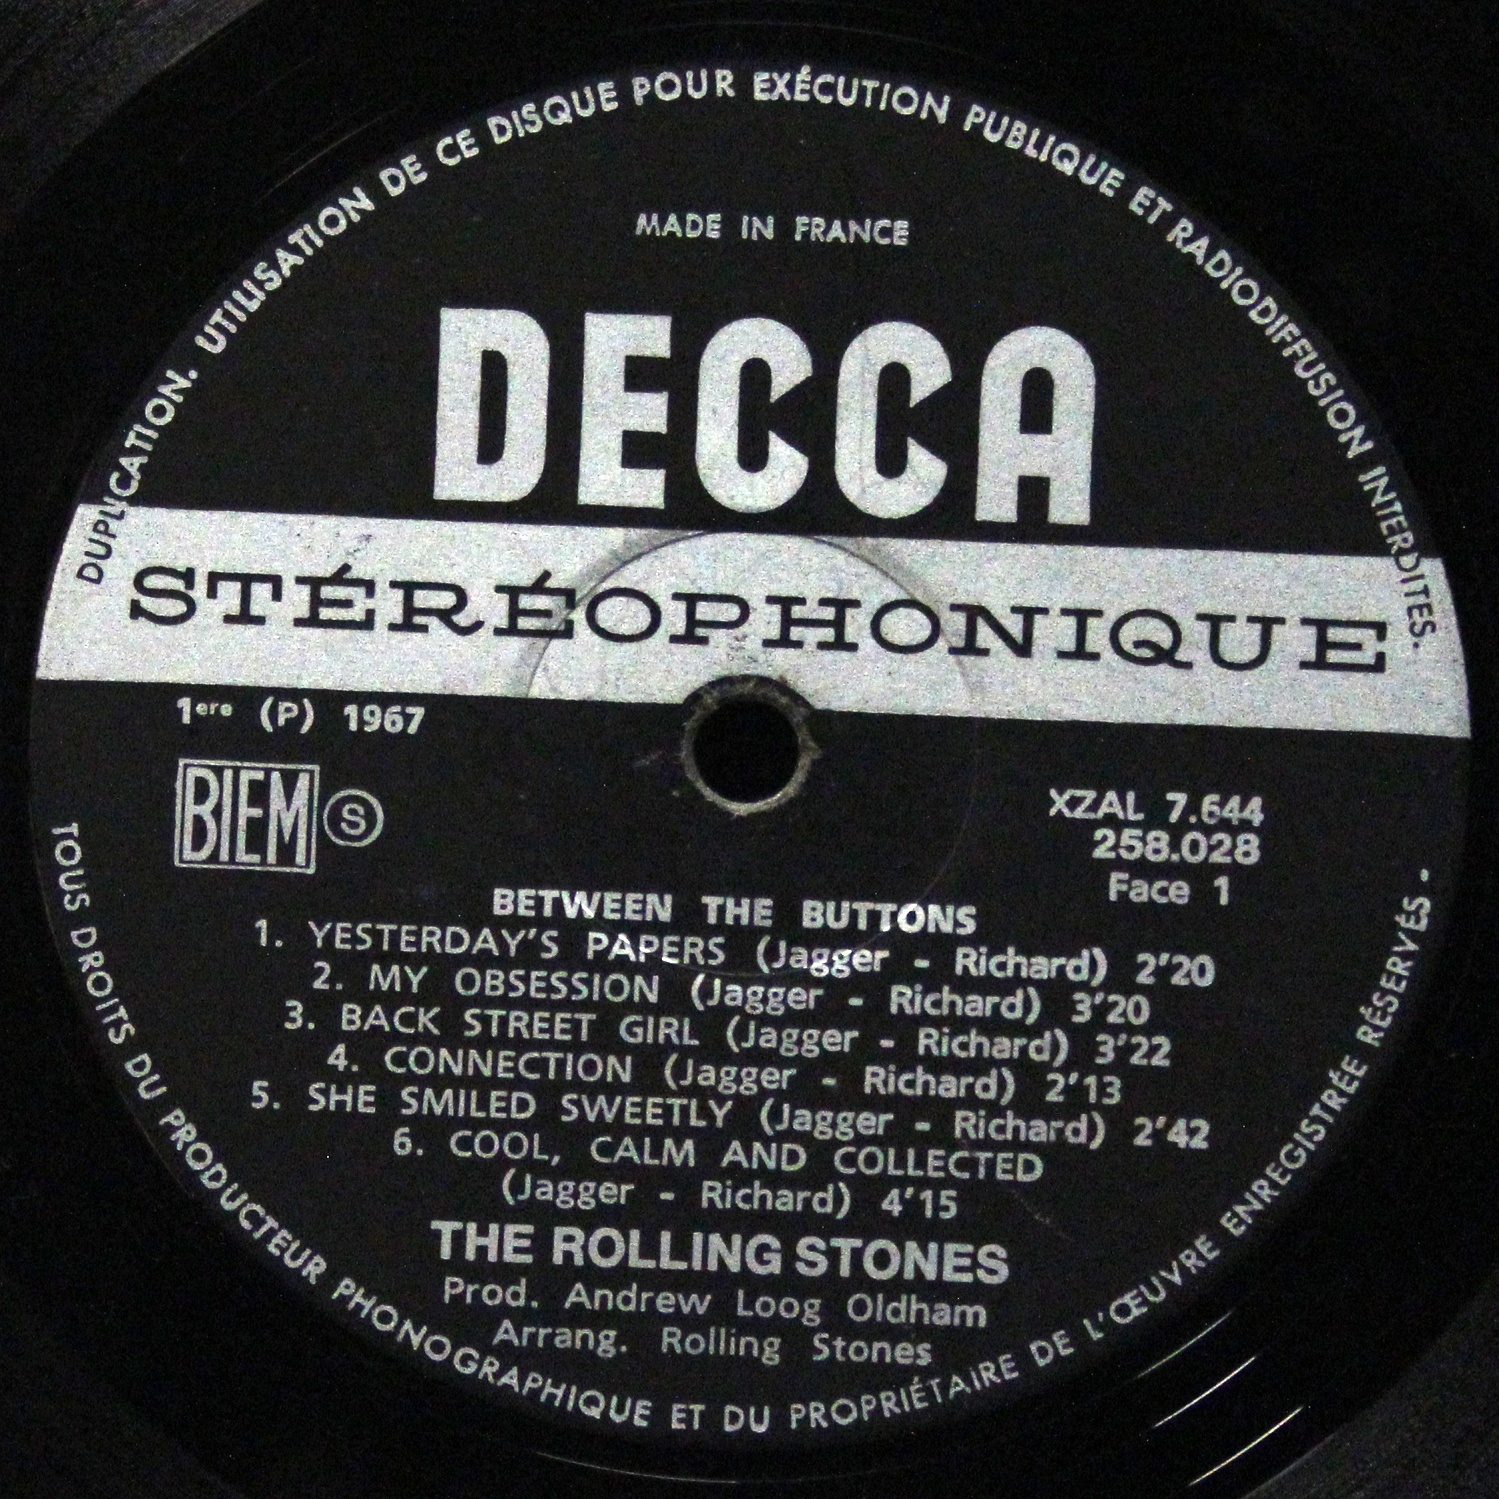 DUPLICATION. UTILISATION DE CE DISQUE POUR EXÉCUTION PUBLIQUE ET RADIODIFFUSION INTERDITES.
MADE IN FRANCE
DECCA
STÉRÉOPHONIQUE
1ere (P) 1967
BIEM S
XZAL 7.644
258.028
Face 1
BETWEEN THE BUTTONS
1. YESTERDAY'S PAPERS (Jagger - Richard) 2'20
2. MY OBSESSION (Jagger - Richard) 3'20
3. BACK STREET GIRL (Jagger - Richard) 3'22
4. CONNECTION (Jagger - Richard) 2'13
5. SHE SMILED SWEETLY (Jagger - Richard) 2'42
6. COOL, CALM AND COLLECTED
(Jagger - Richard) 4'15
THE ROLLING STONES
Prod. Andrew Loog Oldham
Arrang. Rolling Stones
TOUS DROITS DU PRODUCTEUR PHONOGRAPHIQUE ET DU PROPRIÉTAIRE DE L'ŒUVRE ENREGISTRÉE RÉSERVÉS -